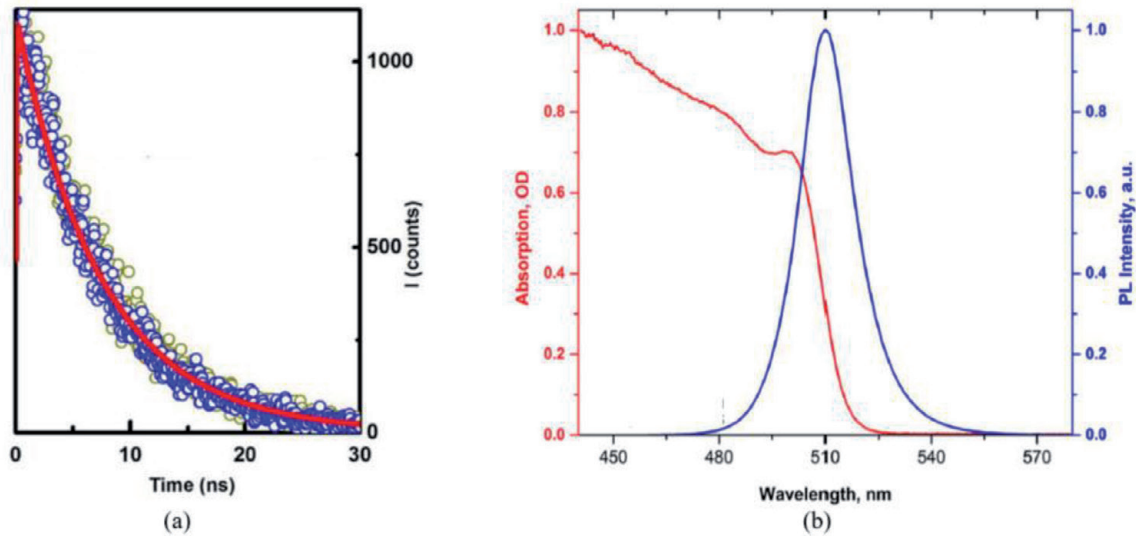 1000
500
0
I (counts)
0 10 20 30
Time (ns)
(a)
1.0
0.8
0.6
0.4
0.2
0.0
Absorption, OD
450 480 510 540 570
Wavelength, nm
1.0
0.8
0.6
0.4
0.2
0.0
PL Intensity, a.u.
(b)